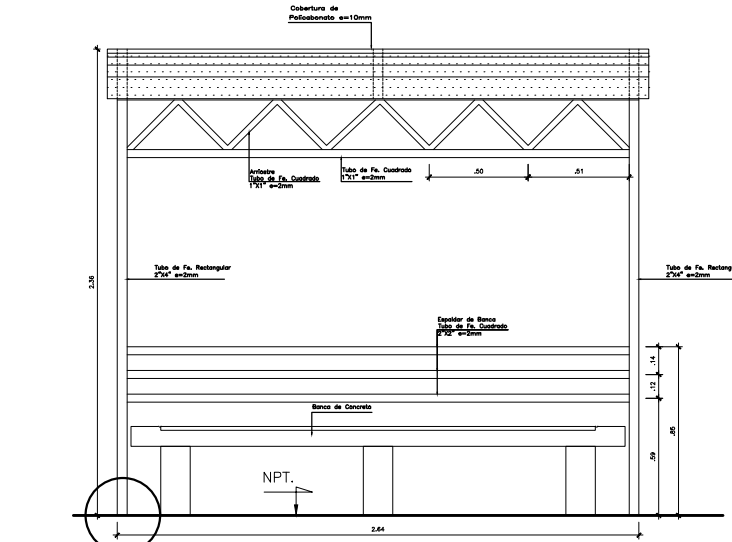 Cobertura de
Policabonato e=10mm
Arriostre
Tubo de Fe. Cuadrado
1"X1" e=2mm
Tubo de Fe. Cuadrado
1"X1" e=2mm
.50
.51
2.36
Tubo de Fe. Rectangular
2"X4" e=2mm
Tubo de Fe. Rectang
2"X4" e=2mm
Espaldar de Banca
Tubo de Fe. Cuadrado
2"X2" e=2mm
.14
.12
.85
.59
Banca de Concreto
NPT.
2.64